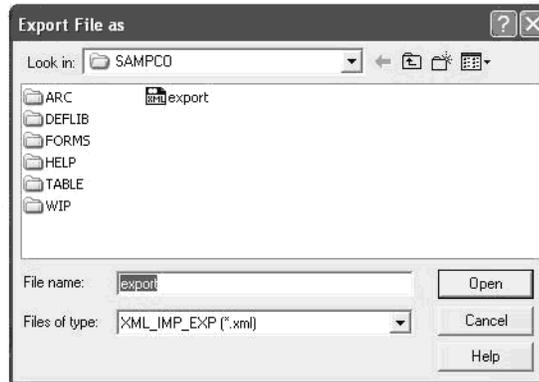 Export File as
Look in: SAMPCO
ARC
XML export
DEFLIB
FORMS
HELP
TABLE
WIP
File name: export Open
Files of type: XML_IMP_EXP (*.xml) Cancel
Help